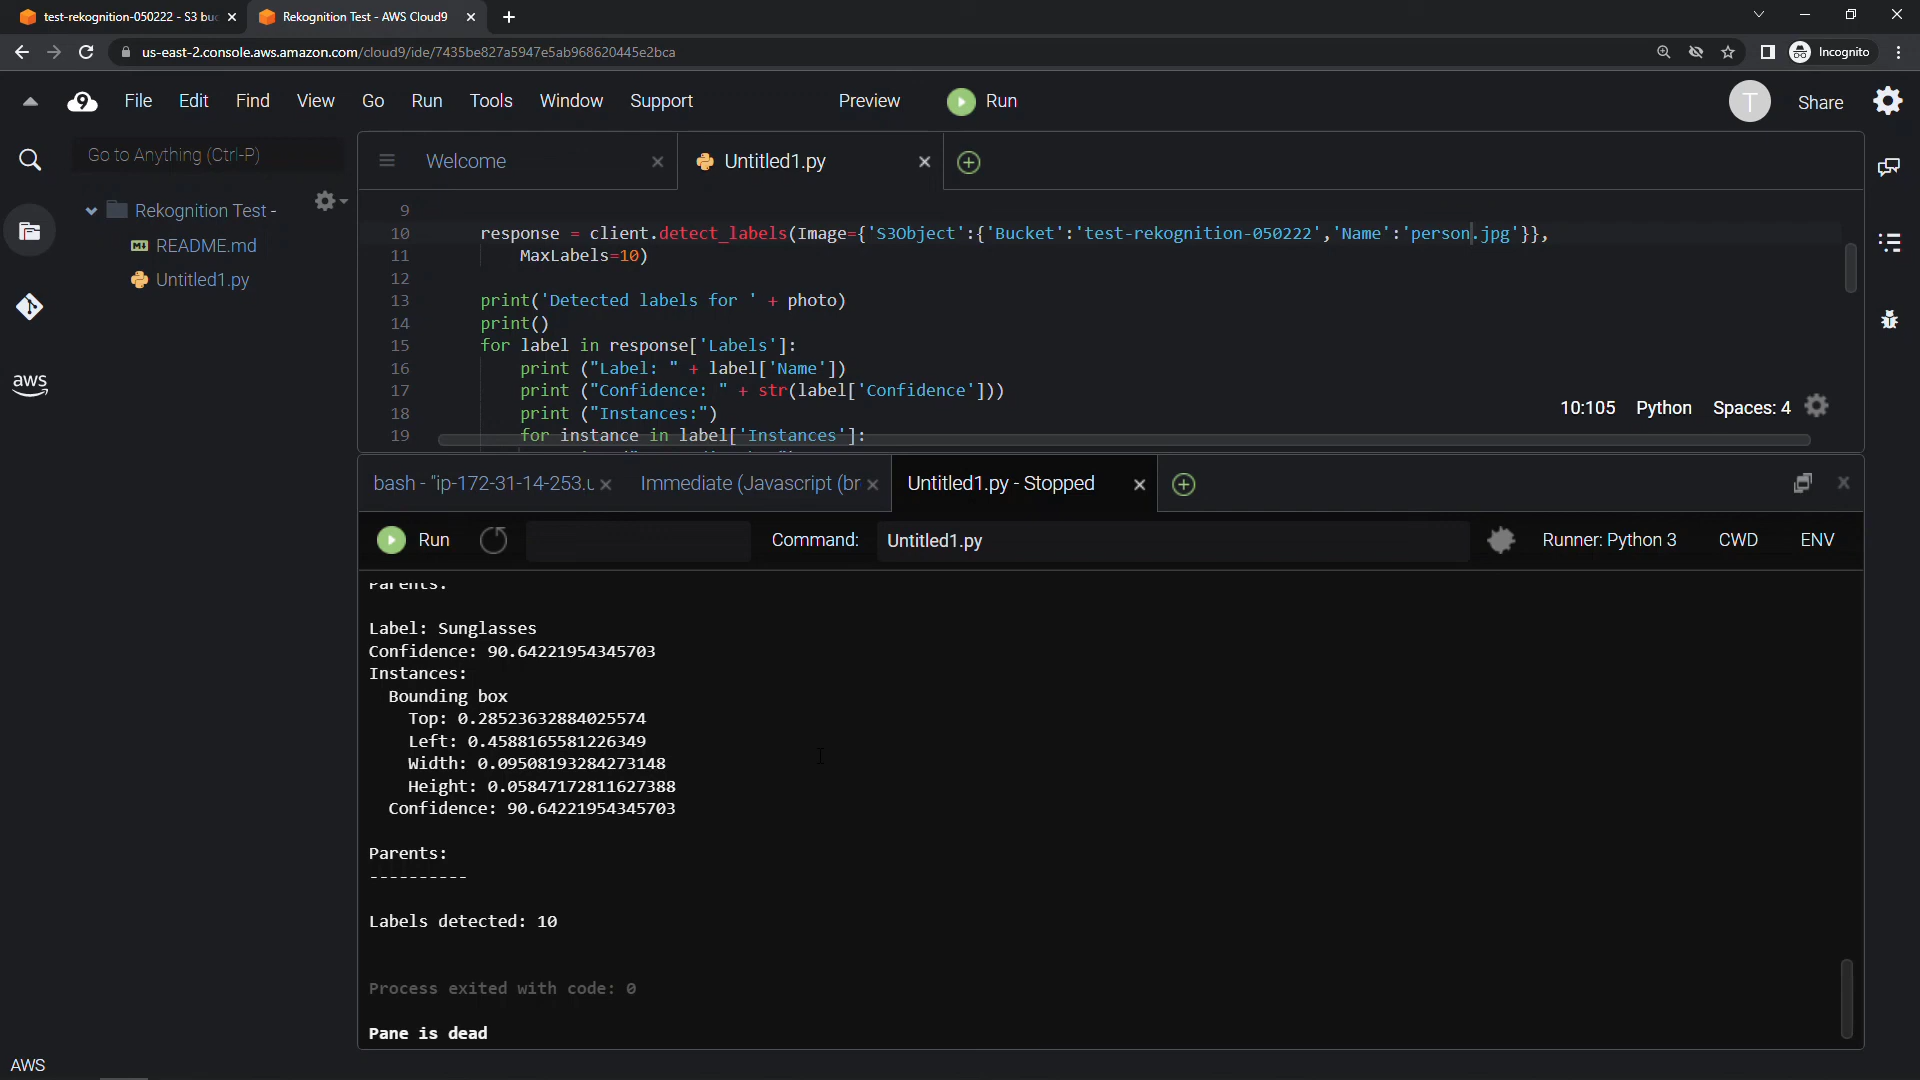 test-rekognition-050222 - S3 buc
Rekognition Test - AWS Cloud9
us-east-2.console.aws.amazon.com/cloud9/ide/7435be827a5947e5ab968620445e2bca
Incognito
File Edit Find View Go Run Tools Window Support Preview Run
T Share
Go to Anything (Ctrl-P)
Welcome
Untitled1.py
Rekognition Test -
README.md
Untitled1.py
aws
9
10 response = client.detect_labels(Image={'S3Object':{'Bucket':'test-rekognition-050222','Name':'person.jpg'}},
11 MaxLabels=10)
12
13 print('Detected labels for ' + photo)
14 print()
15 for label in response['Labels']:
16 print ("Label: " + label['Name'])
17 print ("Confidence: " + str(label['Confidence']))
18 print ("Instances:")
19 for instance in label['Instances']:
10:105 Python Spaces: 4
bash - "ip-172-31-14-253.u
Immediate (Javascript (br
Untitled1.py - Stopped
Run
Command: Untitled1.py
Runner: Python 3 CWD ENV
Parents:
Label: Sunglasses
Confidence: 90.64221954345703
Instances:
Bounding box
Top: 0.28523632884025574
Left: 0.4588165581226349
Width: 0.09508193284273148
Height: 0.05847172811627388
Confidence: 90.64221954345703
Parents:
----------
Labels detected: 10
Process exited with code: 0
Pane is dead
AWS